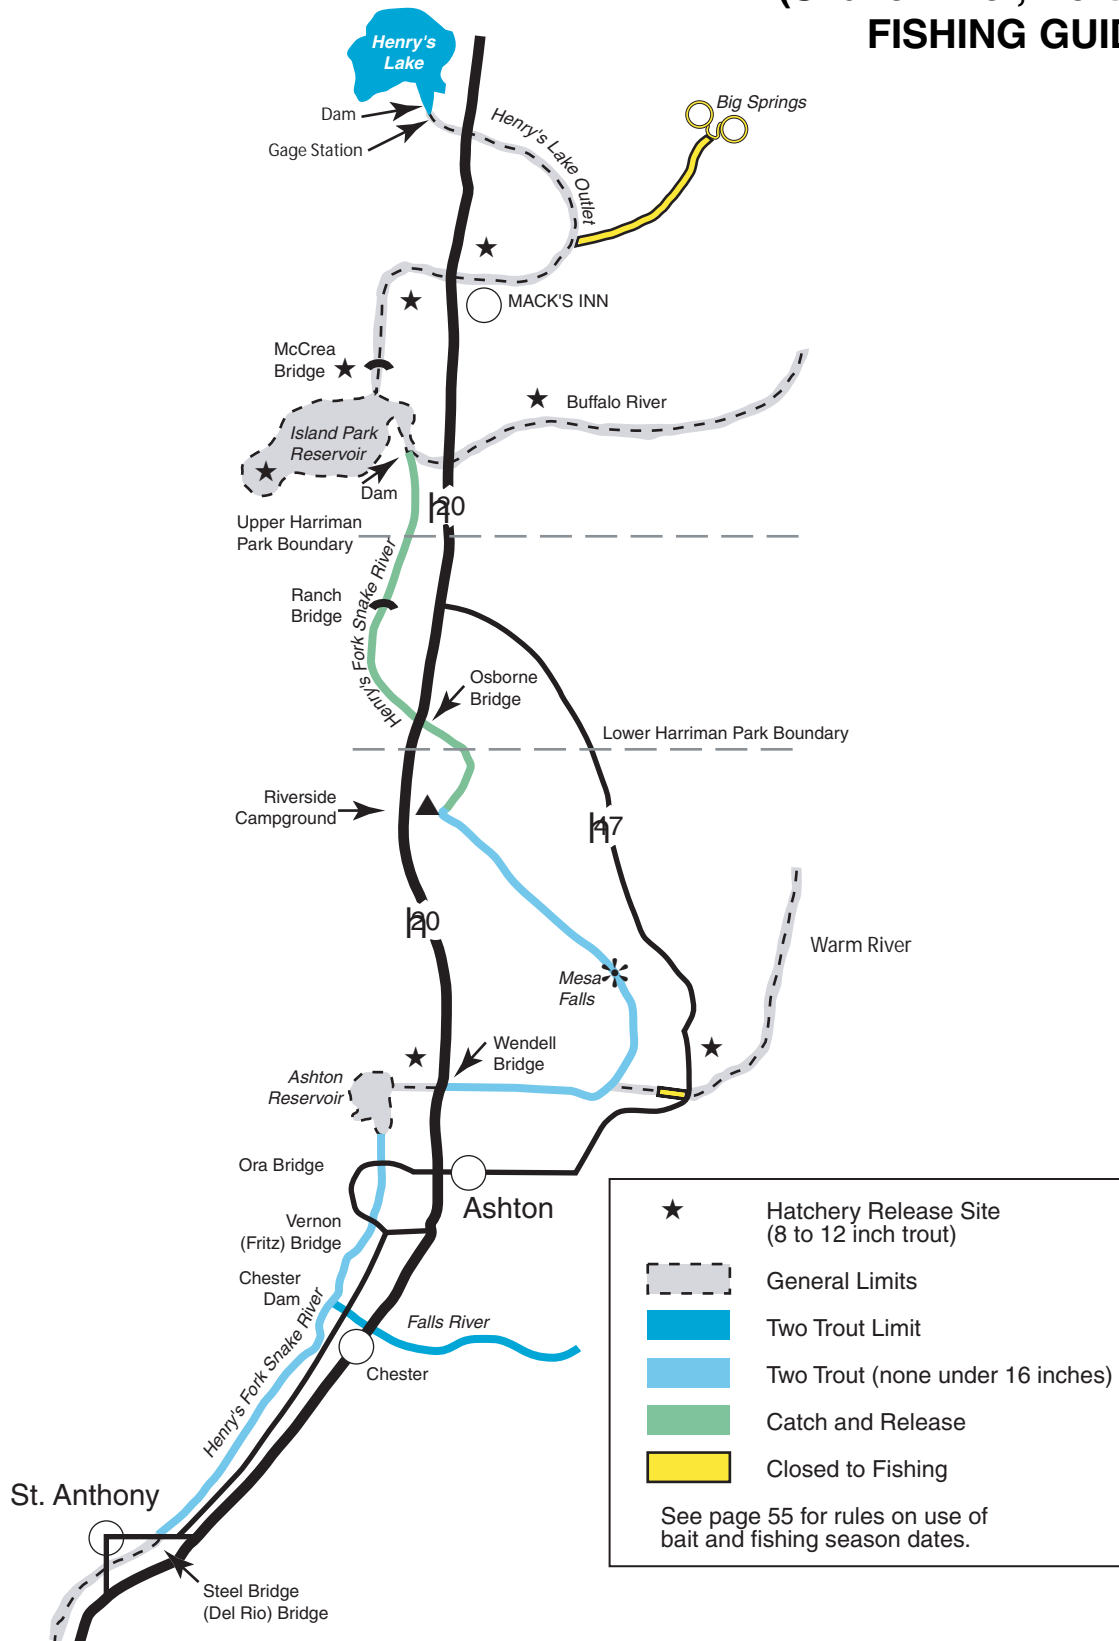 FISHING GUID
Henry's
Lake
Dam
Gage Station
Henry's Lake Outlet
Big Springs
MACK'S INN
McCrea
Bridge
Buffalo River
Island Park
Reservoir
Dam
h20
Upper Harriman
Park Boundary
Henry's Fork Snake River
Ranch
Bridge
Osborne
Bridge
Lower Harriman Park Boundary
Riverside
Campground
h47
h20
Warm River
Mesa
Falls
Wendell
Bridge
Ashton
Reservoir
Ora Bridge
Ashton
Vernon
(Fritz) Bridge
Chester
Dam
Falls River
Henry's Fork Snake River
Chester
St. Anthony
Steel Bridge
(Del Rio) Bridge
Hatchery Release Site
(8 to 12 inch trout)
General Limits
Two Trout Limit
Two Trout (none under 16 inches)
Catch and Release
Closed to Fishing
See page 55 for rules on use of
bait and fishing season dates.